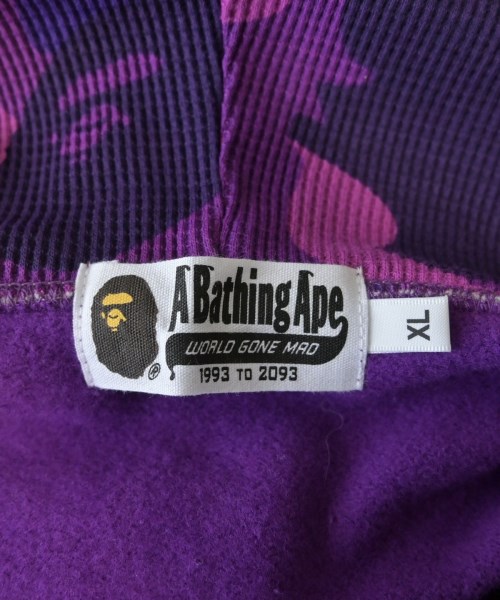 A Bathing Ape
WORLD GONE MAD
®
1993 TO 2093
XL